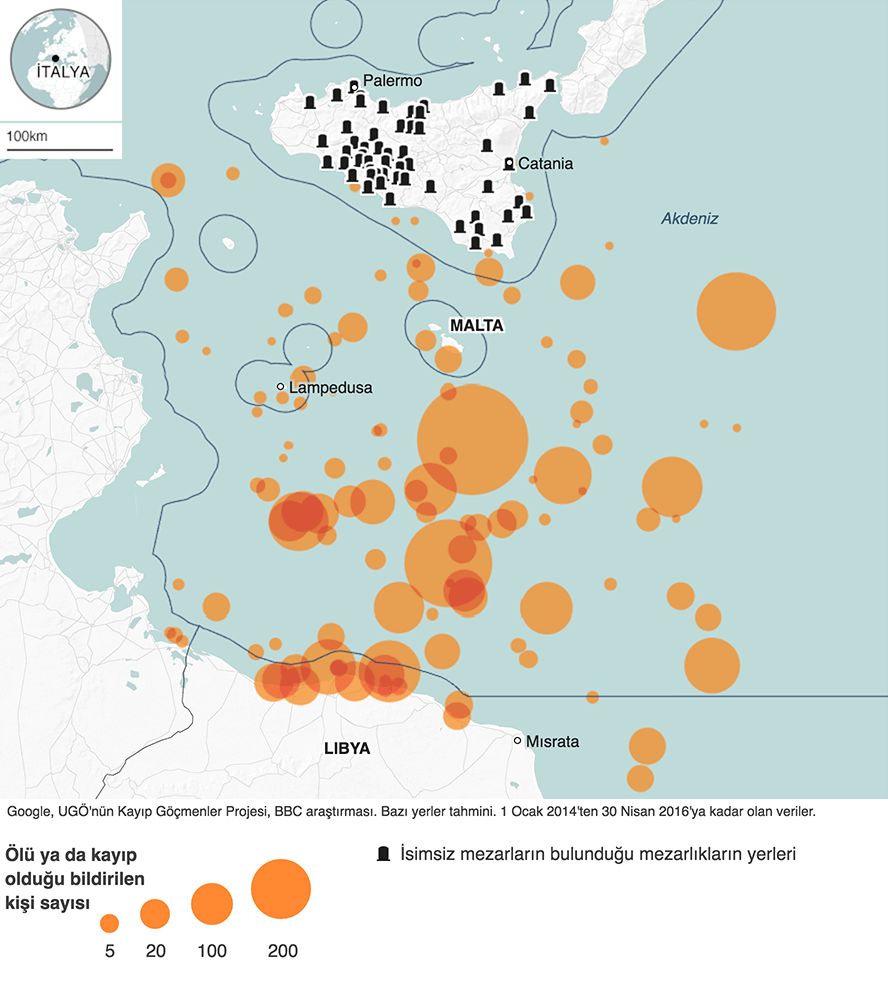 İTALYA
100km
Palermo
Catania
Akdeniz
MALTA
Lampedusa
LIBYA
Mısrata
Google, UGÖ'nün Kayıp Göçmenler Projesi, BBC araştırması. Bazı yerler tahmini. 1 Ocak 2014'ten 30 Nisan 2016'ya kadar olan veriler.
Ölü ya da kayıp
olduğu bildirilen
kişi sayısı
5 20 100 200
İsimsiz mezarların bulunduğu mezarlıkların yerleri